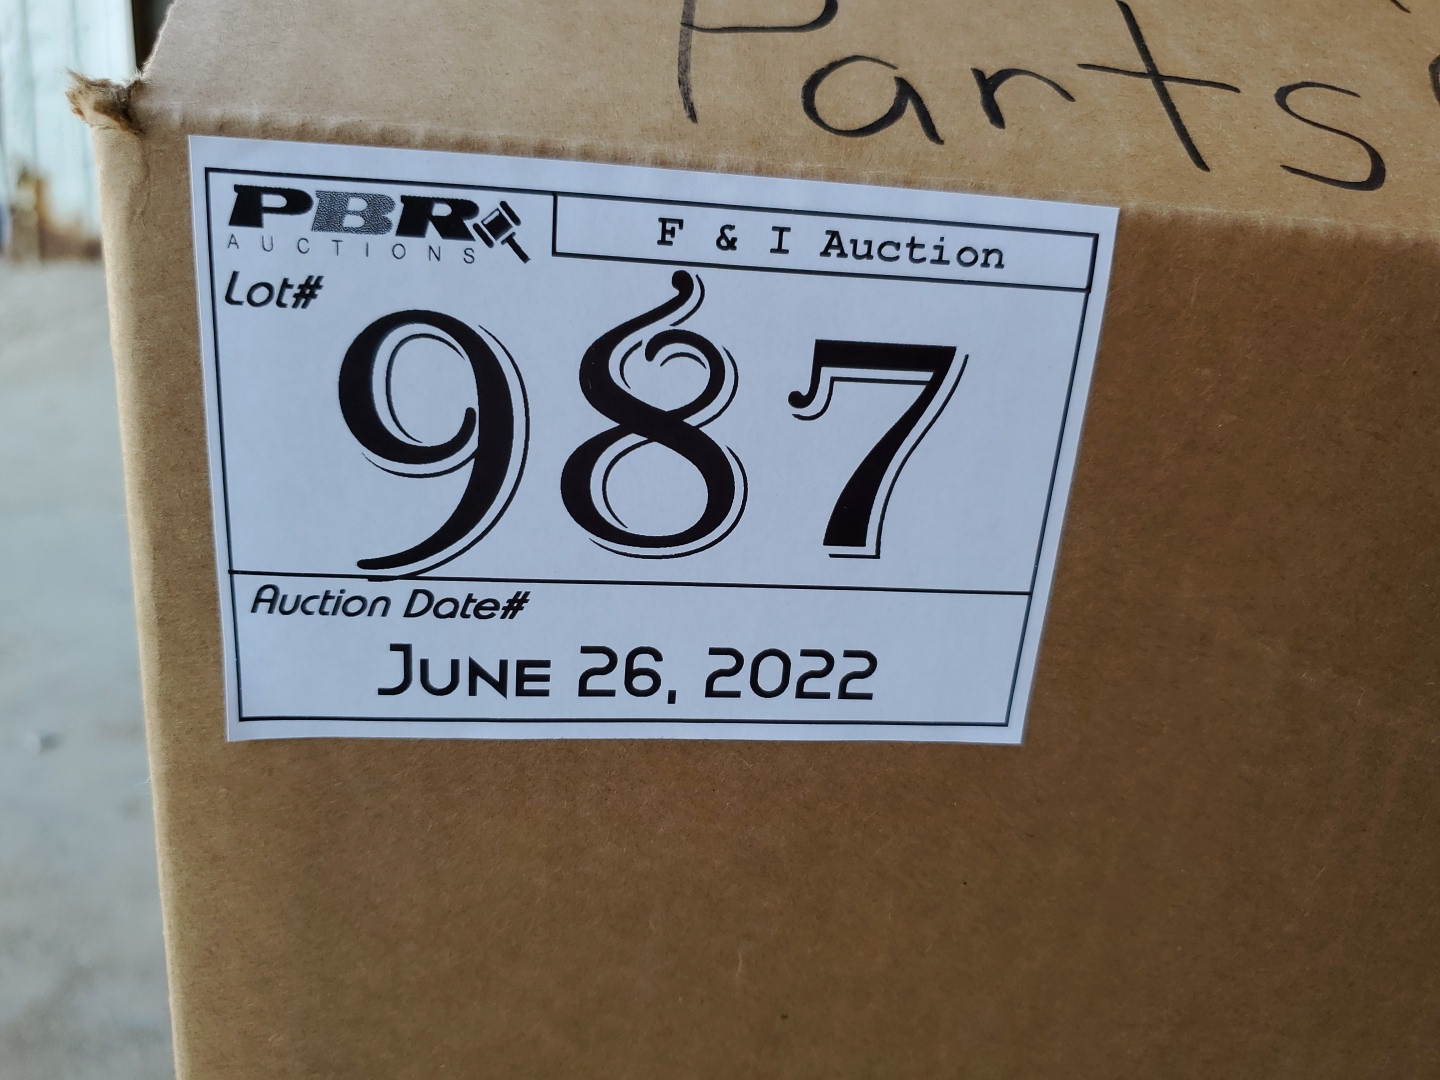 Parts
PBR
AUCTIONS
F & I Auction
Lot#
987
Auction Date#
June 26, 2022